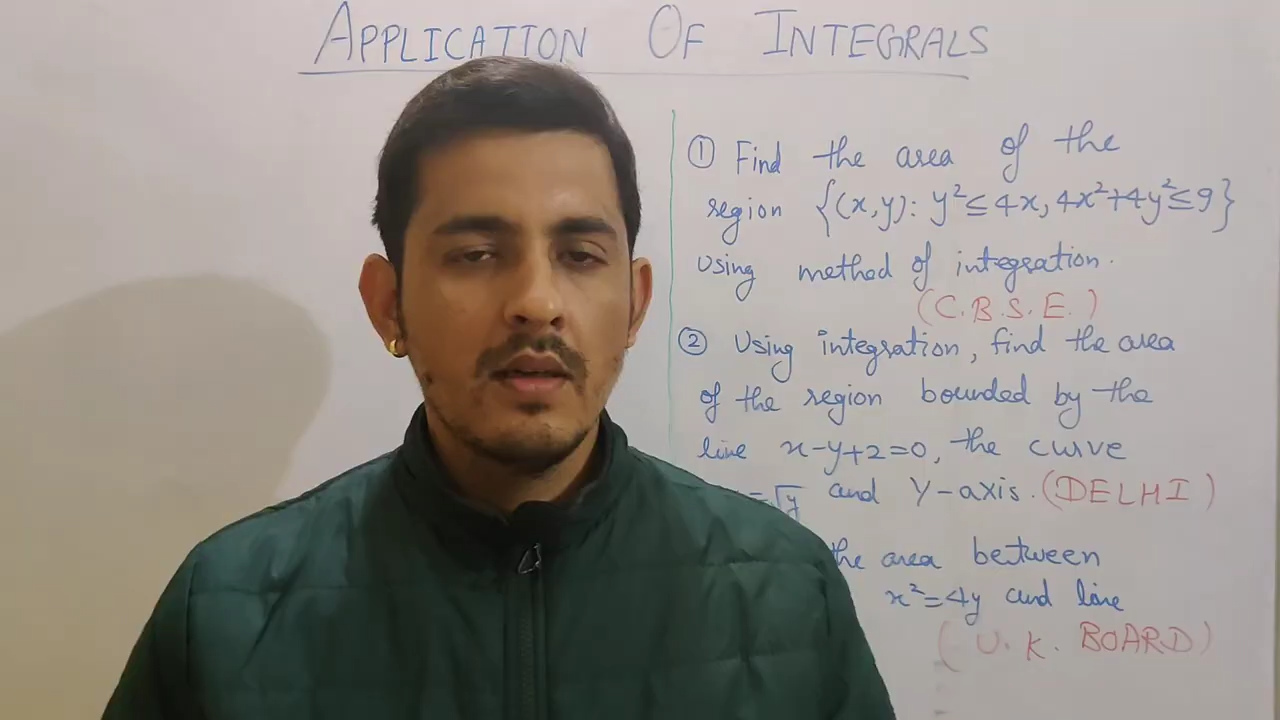 APPLICATION OF INTEGRALS
① Find the area of the
region {(x,y): y²≤4x, 4x²+4y²≤9}
using method of integration.
(C.B.S.E.)
② Using integration, find the area
of the region bounded by the
line x-y+2=0, the curve
=√y and Y-axis. (DELHI)
the area between
x²=4y and line
(U.K. BOARD)